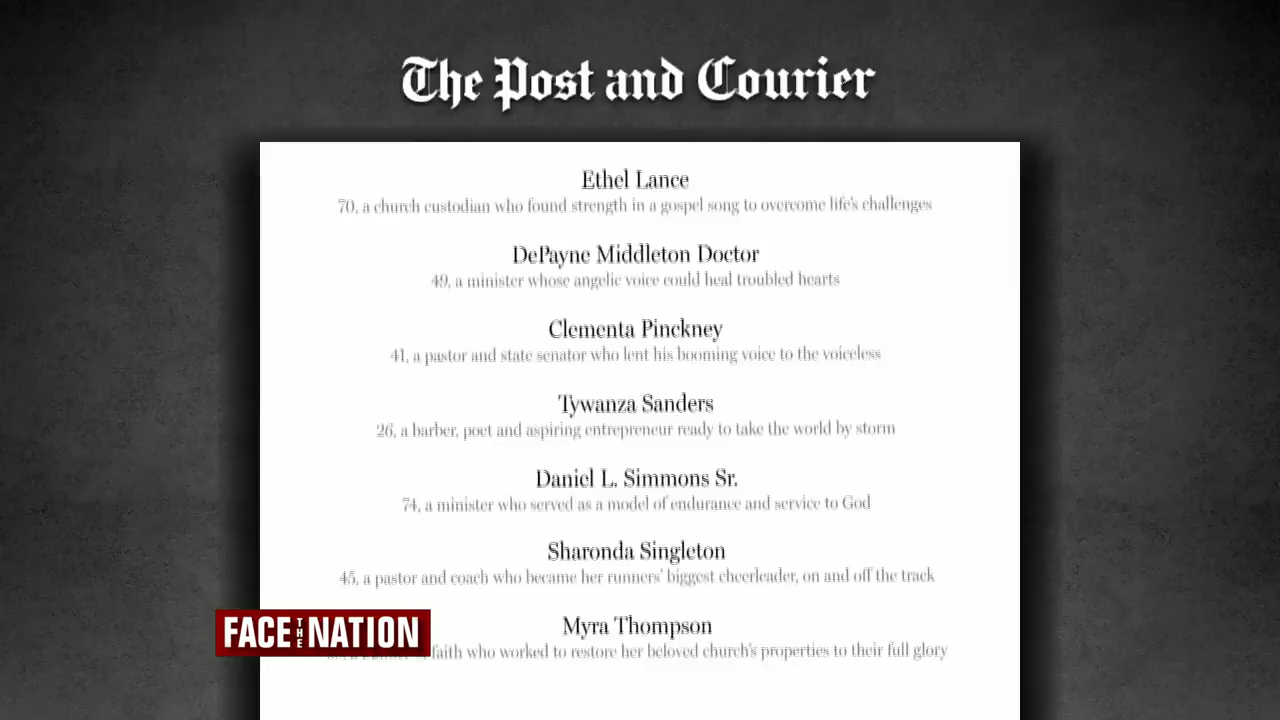 The Post and Courier
Ethel Lance
70, a church custodian who found strength in a gospel song to overcome life's challenges
DePayne Middleton Doctor
49, a minister whose angelic voice could heal troubled hearts
Clementa Pinckney
41, a pastor and state senator who lent his booming voice to the voiceless
Tywanza Sanders
26, a barber, poet and aspiring entrepreneur ready to take the world by storm
Daniel L. Simmons Sr.
74, a minister who served as a model of endurance and service to God
Sharonda Singleton
45, a pastor and coach who became her runners' biggest cheerleader, on and off the track
Myra Thompson
faith who worked to restore her beloved church's properties to their full glory
FACE THE NATION